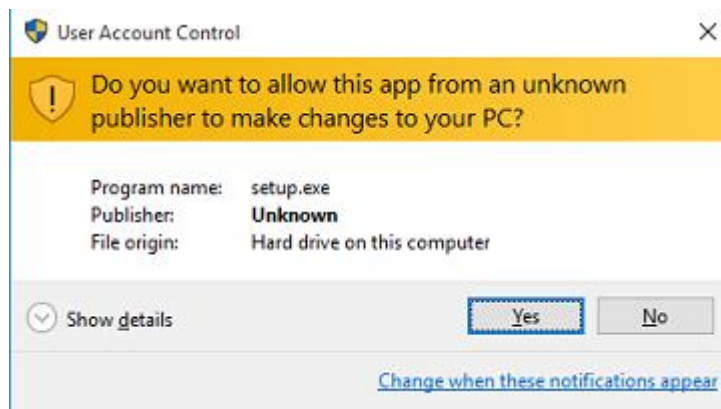 User Account Control
Do you want to allow this app from an unknown
publisher to make changes to your PC?
Program name: setup.exe
Publisher: Unknown
File origin: Hard drive on this computer
Show details
Yes
No
Change when these notifications appear